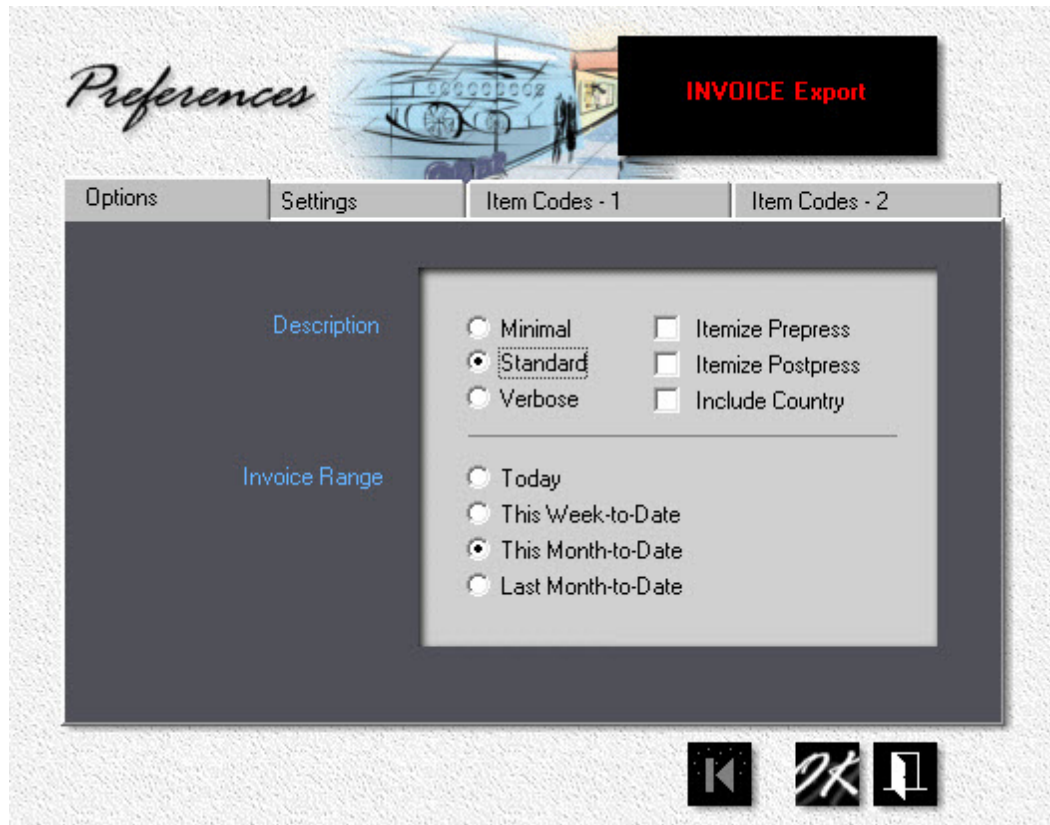 Preferences
INVOICE Export
Options
Settings
Item Codes - 1
Item Codes - 2
Description
Minimal
Itemize Prepress
Standard
Itemize Postpress
Verbose
Include Country
Invoice Range
Today
This Week-to-Date
This Month-to-Date
Last Month-to-Date
OK